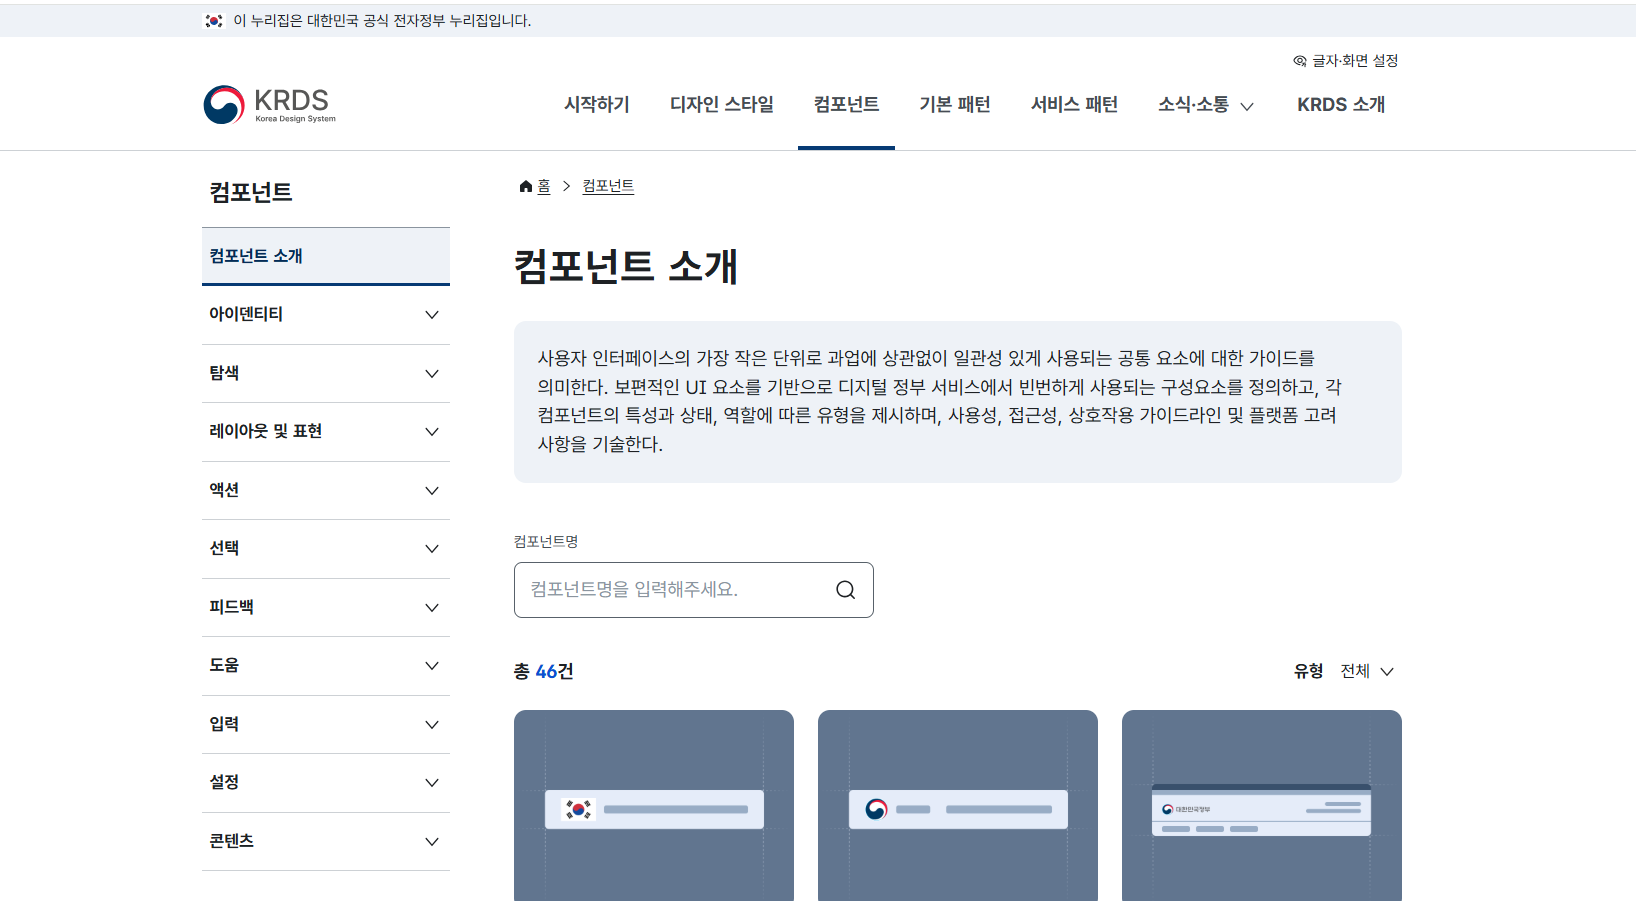 이 누리집은 대한민국 공식 전자정부 누리집입니다.
글자·화면 설정
KRDS
Korea Design System
시작하기
디자인 스타일
컴포넌트
기본 패턴
서비스 패턴
소식·소통
KRDS 소개
컴포넌트
컴포넌트 소개
아이덴티티
탐색
레이아웃 및 표현
액션
선택
피드백
도움
입력
설정
콘텐츠
홈
컴포넌트
컴포넌트 소개
사용자 인터페이스의 가장 작은 단위로 과업에 상관없이 일관성 있게 사용되는 공통 요소에 대한 가이드를
의미한다. 보편적인 UI 요소를 기반으로 디지털 정부 서비스에서 빈번하게 사용되는 구성요소를 정의하고, 각
컴포넌트의 특성과 상태, 역할에 따른 유형을 제시하며, 사용성, 접근성, 상호작용 가이드라인 및 플랫폼 고려
사항을 기술한다.
컴포넌트명
컴포넌트명을 입력해주세요.
총 46건
유형 전체
대한민국정부